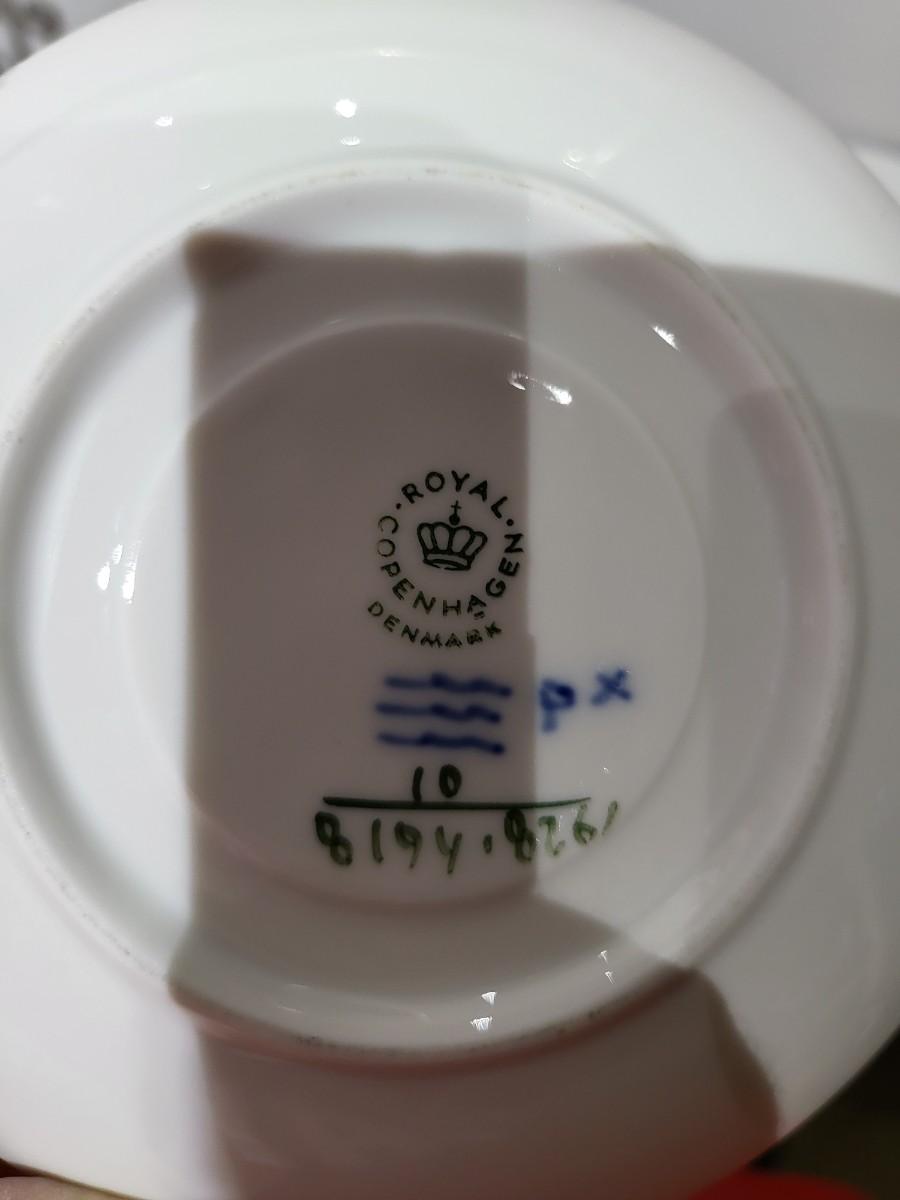 · ROYAL ·
COPENHAGEN
DENMARK
10
8194 · 8261